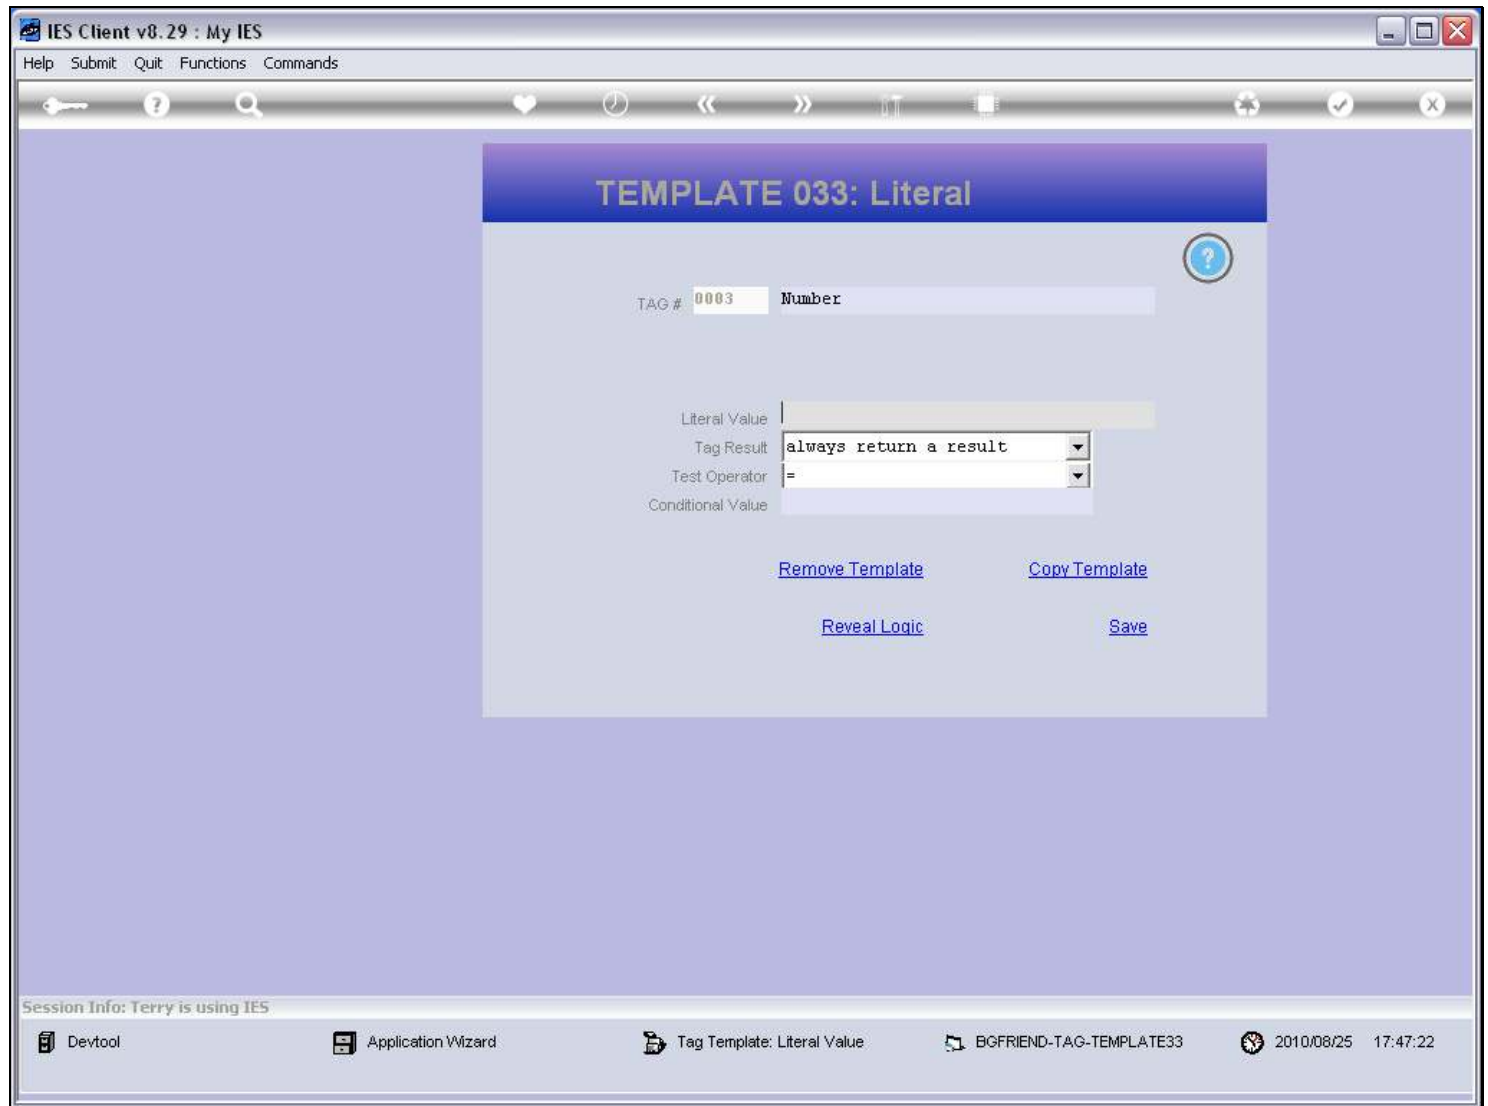 IES Client v8.29 : My IES
Help Submit Quit Functions Commands
TEMPLATE 033: Literal
TAG # 0003 Number
Literal Value
Tag Result always return a result
Test Operator =
Conditional Value
Remove Template Copy Template
Reveal Logic Save
Session Info: Terry is using IES
Devtool Application Wizard Tag Template: Literal Value BGFRIEND-TAG-TEMPLATE33 2010/08/25 17:47:22